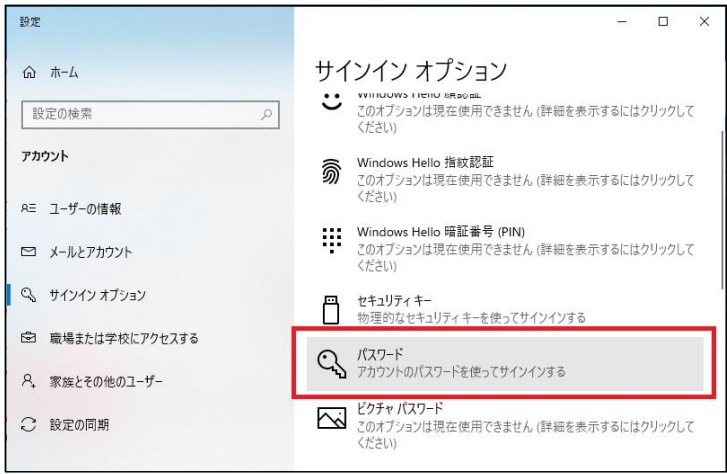 設定
ホーム
設定の検索
アカウント
ユーザーの情報
メールとアカウント
サインイン オプション
職場または学校にアクセスする
家族とその他のユーザー
設定の同期
サインイン オプション
Windows Hello 顔認証
このオプションは現在使用できません (詳細を表示するにはクリックして
ください)
Windows Hello 指紋認証
このオプションは現在使用できません (詳細を表示するにはクリックして
ください)
Windows Hello 暗証番号 (PIN)
このオプションは現在使用できません (詳細を表示するにはクリックして
ください)
セキュリティ キー
物理的なセキュリティ キーを使ってサインインする
パスワード
アカウントのパスワードを使ってサインインする
ピクチャ パスワード
このオプションは現在使用できません (詳細を表示するにはクリックして
ください)